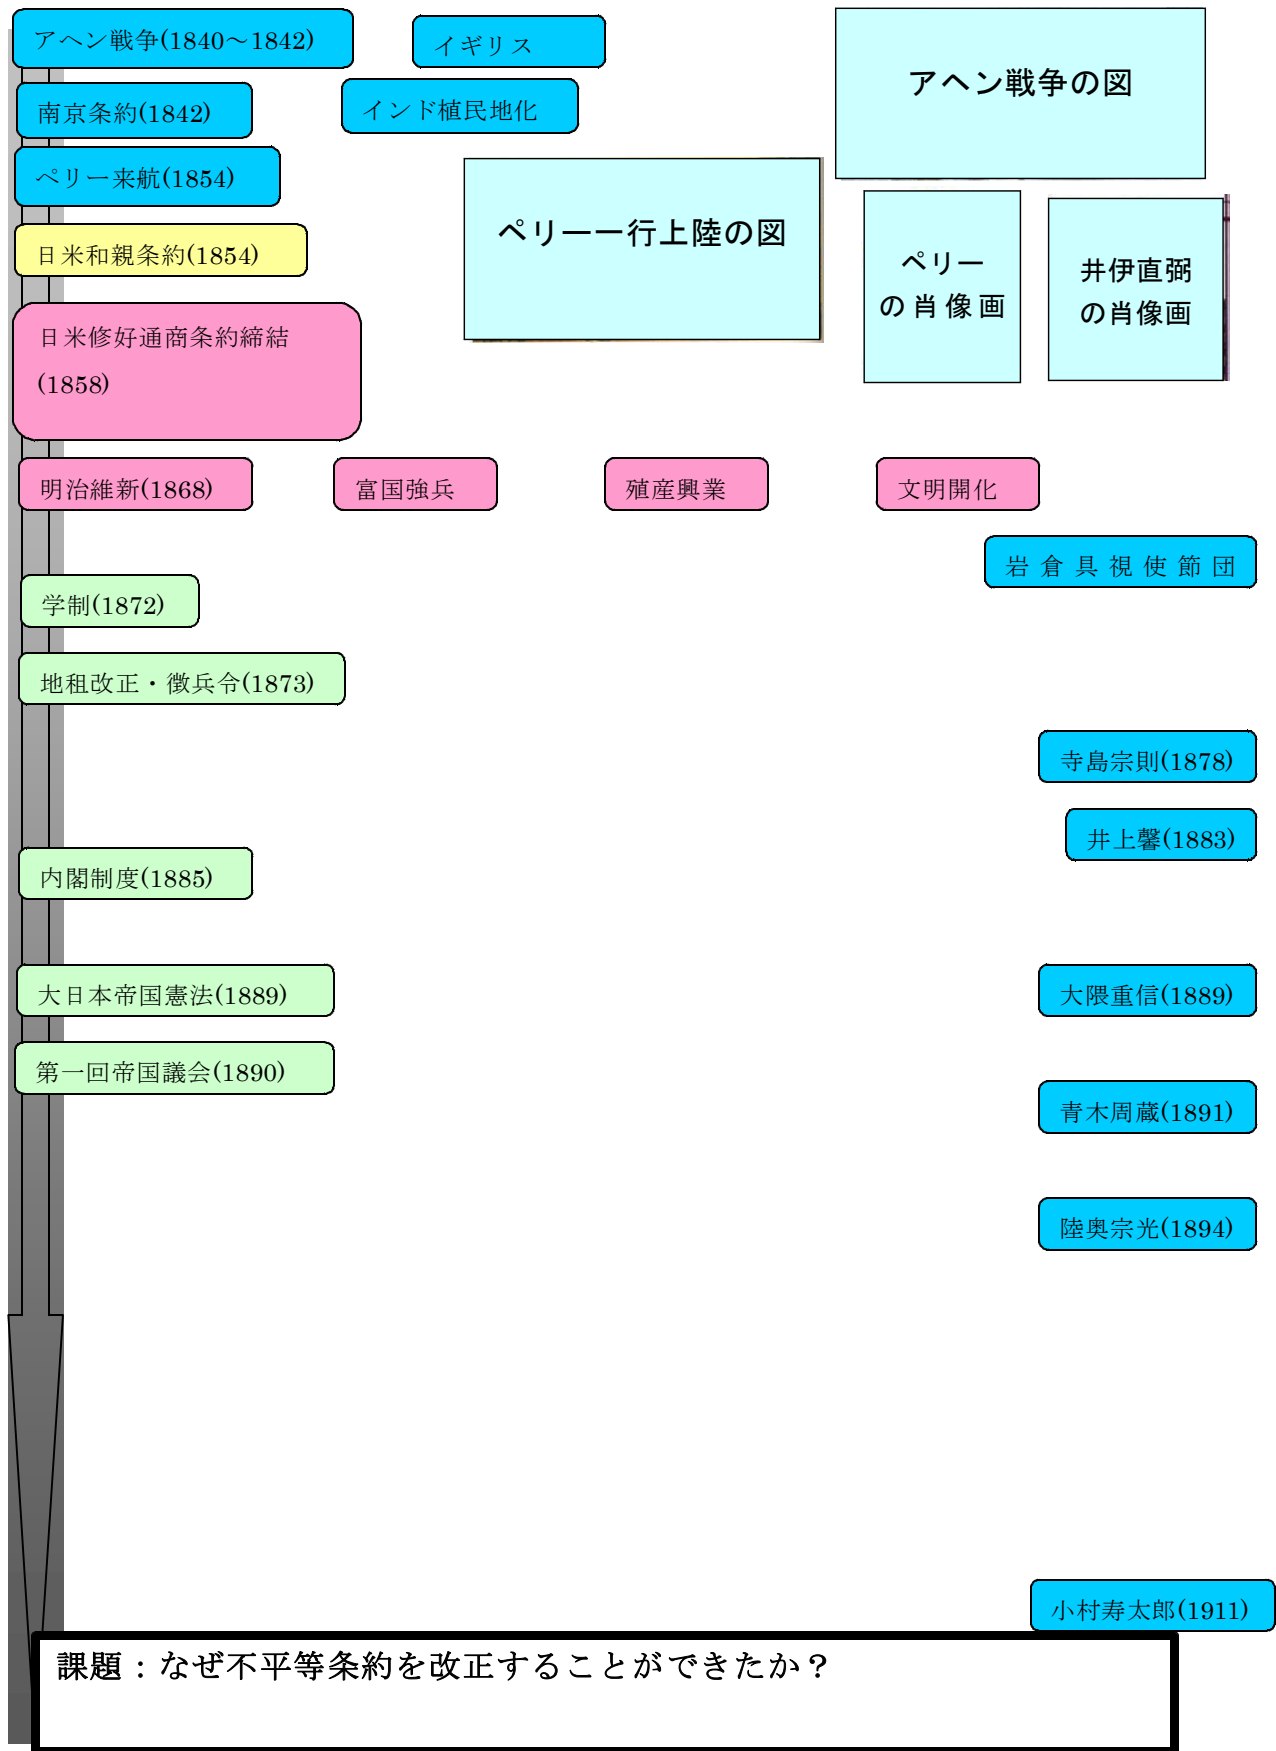 アヘン戦争(1840～1842)
イギリス
アヘン戦争の図
南京条約(1842)
インド植民地化
ペリー来航(1854)
ペリー一行上陸の図
ペリー
の肖像画
井伊直弼
の肖像画
日米和親条約(1854)
日米修好通商条約締結
(1858)
明治維新(1868)
富国強兵
殖産興業
文明開化
岩倉具視使節団
学制(1872)
地租改正・徴兵令(1873)
寺島宗則(1878)
井上馨(1883)
内閣制度(1885)
大日本帝国憲法(1889)
大隈重信(1889)
第一回帝国議会(1890)
青木周蔵(1891)
陸奥宗光(1894)
小村寿太郎(1911)
課題：なぜ不平等条約を改正することができたか？